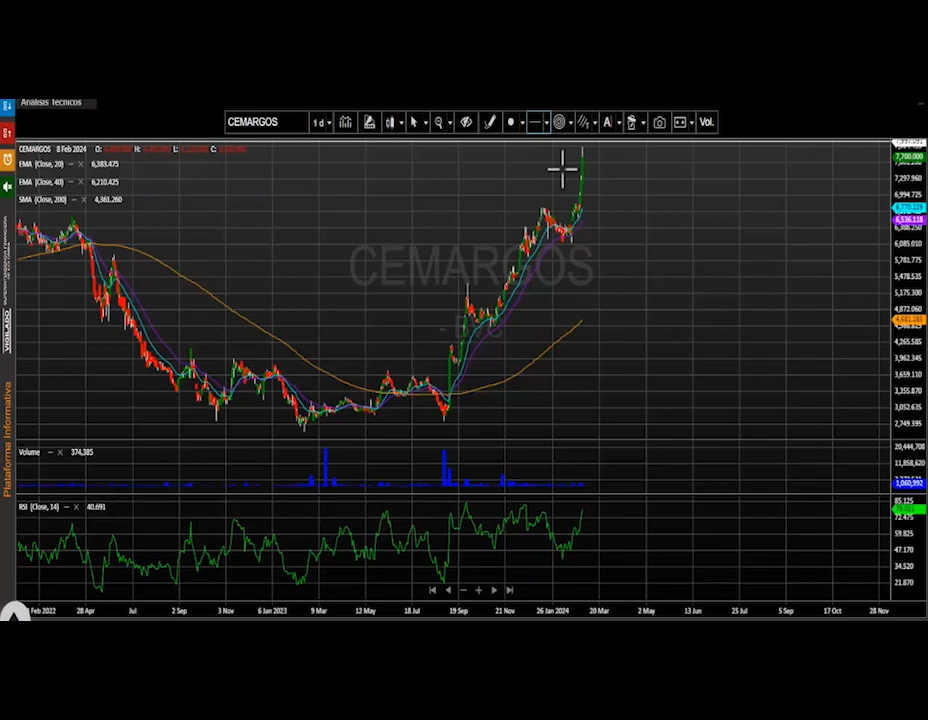 Analisis Tecnicos
CEMARGOS
1 d
Vol.
CEMARGOS 8 Feb 2024 O: H: L: C:
EMA (Close, 20) 6,383.475
EMA (Close, 40) 6,210.425
SMA (Close, 200) 4,361.260
CEMARGOS
7,700.000
7,297.960
6,994.725
6,536.118
6,085.010
5,781.775
5,478.535
5,175.300
4,872.060
4,265.585
3,962.345
3,659.110
3,355.870
3,052.635
2,749.395
VIGILADO
Plataforma Informativa
Volume 374,385
20,444,708
11,858,620
1,060,992
RSI (Close, 14) 40.691
85.125
72.475
59.825
47.170
34.520
21.870
Feb 2022 28 Apr Jul 2 Sep 3 Nov 6 Jan 2023 9 Mar 12 May 18 Jul 19 Sep 21 Nov 26 Jan 2024 20 Mar 2 May 13 Jun 25 Jul 5 Sep 17 Oct 28 Nov